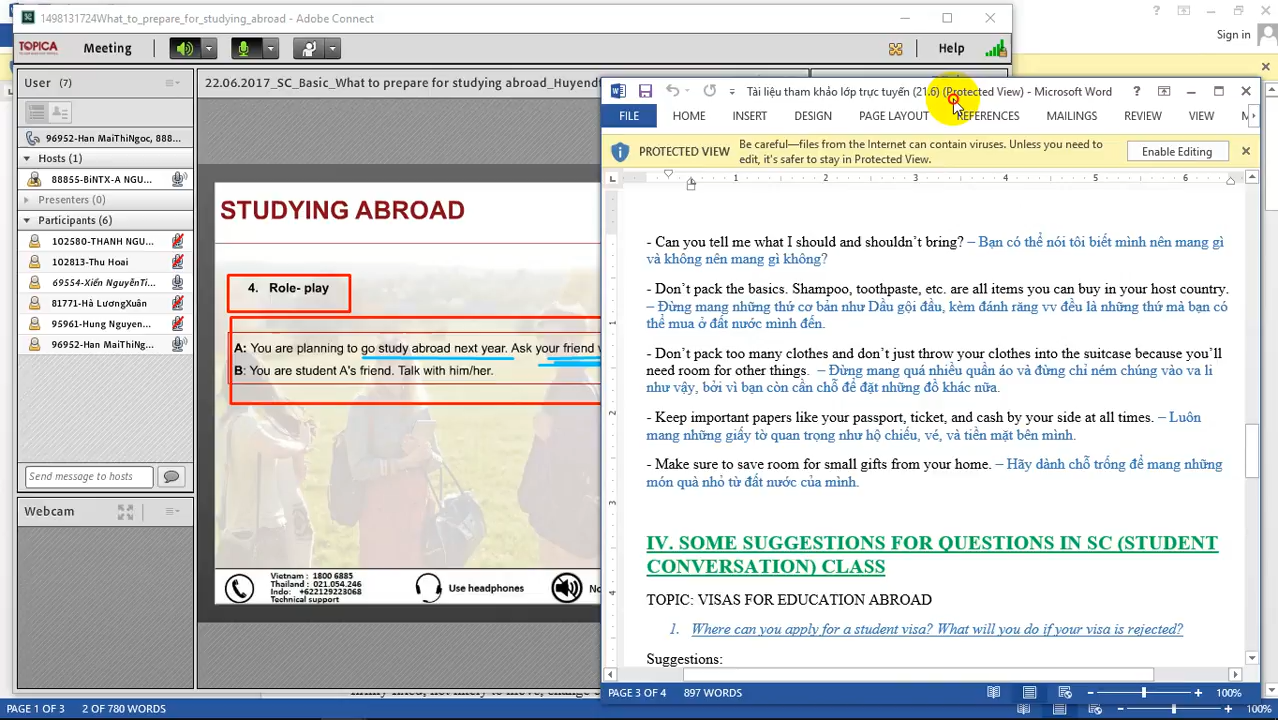 1498131724What_to_prepare_for_studying_abroad - Adobe Connect
Sign in
TOPICA
Meeting
Help
User (7)
22.06.2017_SC_Basic_What to prepare for studying abroad_Huyend
96952-Han MaiThiNgoc, 888...
Hosts (1)
88855-BiNTX-A NGU...
Presenters (0)
Participants (6)
102580-THANH NGU...
102813-Thu Hoai
69554-Xiển NguyễnTi...
81771-Hà LươngXuân
95961-Hung Nguyen...
96952-Han MaiThiNgo...
Send message to hosts
Webcam
STUDYING ABROAD
4. Role- play
A: You are planning to go study abroad next year. Ask your friend
B: You are student A's friend. Talk with him/her.
Vietnam : 1800 6885
Thailand : 021.054.246
Indo: +622129223068
Technical support
Use headphones
No
Tài liệu tham khảo lớp trực tuyến (21.6) (Protected View) - Microsoft Word
FILE
HOME
INSERT
DESIGN
PAGE LAYOUT
REFERENCES
MAILINGS
REVIEW
VIEW
M
PROTECTED VIEW
Be careful—files from the Internet can contain viruses. Unless you need to
edit, it's safer to stay in Protected View.
Enable Editing
1 2 3 4 5 6
- Can you tell me what I should and shouldn't bring? – Bạn có thể nói tôi biết mình nên mang gì
và không nên mang gì không?
- Don't pack the basics. Shampoo, toothpaste, etc. are all items you can buy in your host country.
– Đừng mang những thứ cơ bản như Dầu gội đầu, kèm đánh răng vv đều là những thứ mà bạn có
thể mua ở đất nước mình đến.
- Don't pack too many clothes and don't just throw your clothes into the suitcase because you'll
need room for other things. – Đừng mang quá nhiều quần áo và đừng chỉ ném chúng vào va li
như vậy, bởi vì bạn còn cần chỗ để đặt những đồ khác nữa.
- Keep important papers like your passport, ticket, and cash by your side at all times. – Luôn
mang những giấy tờ quan trọng như hộ chiếu, vé, và tiền mặt bên mình.
- Make sure to save room for small gifts from your home. – Hãy dành chỗ trống để mang những
món quà nhỏ từ đất nước của mình.
IV. SOME SUGGESTIONS FOR QUESTIONS IN SC (STUDENT
CONVERSATION) CLASS
TOPIC: VISAS FOR EDUCATION ABROAD
1. Where can you apply for a student visa? What will you do if your visa is rejected?
Suggestions:
PAGE 3 OF 4
897 WORDS
100%
PAGE 1 OF 3
2 OF 780 WORDS
100%